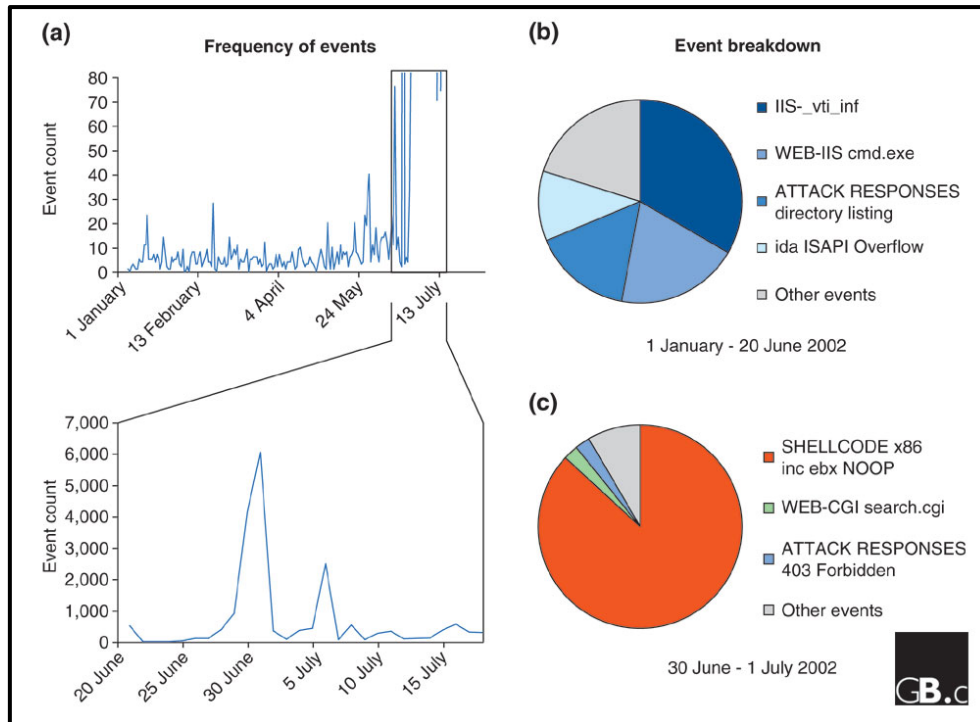 (a)
Frequency of events
Event count
80
70
60
50
40
30
20
10
0
1 January
13 February
4 April
24 May
13 July
Event count
7,000
6,000
5,000
4,000
3,000
2,000
1,000
0
20 June
25 June
30 June
5 July
10 July
15 July
(b)
Event breakdown
IIS-_vti_inf
WEB-IIS cmd.exe
ATTACK RESPONSES
directory listing
ida ISAPI Overflow
Other events
1 January - 20 June 2002
(c)
SHELLCODE x86
inc ebx NOOP
WEB-CGI search.cgi
ATTACK RESPONSES
403 Forbidden
Other events
30 June - 1 July 2002
GB.c